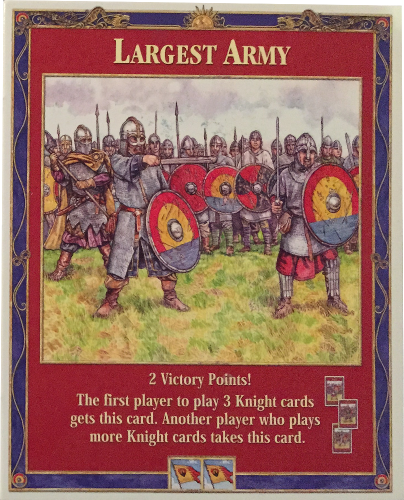 LARGEST ARMY
2 Victory Points!
The first player to play 3 Knight cards
gets this card. Another player who plays
more Knight cards takes this card.